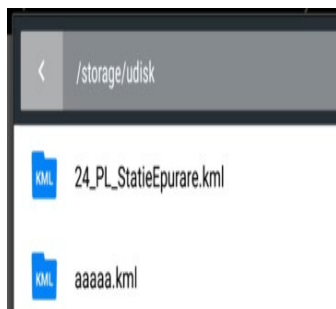 /storage/udisk
KML
24_PL_StatieEpurare.kml
KML
aaaaa.kml